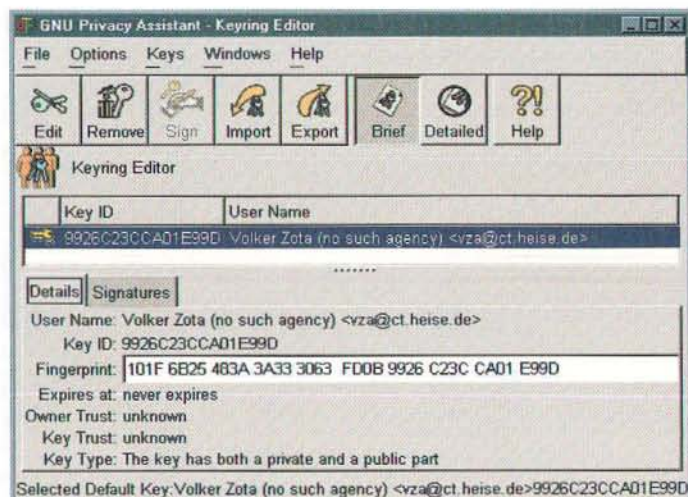 GNU Privacy Assistant - Keyring Editor
File Options Keys Windows Help
Edit Remove Sign Import Export Brief Detailed Help
Keyring Editor
Key ID User Name
9926C23CCA01E99D Volker Zota (no such agency) <vza@ct.heise.de>
Details Signatures
User Name: Volker Zota (no such agency) <vza@ct.heise.de>
Key ID: 9926C23CCA01E99D
Fingerprint: 101F 6B25 483A 3A33 3063 FD0B 9926 C23C CA01 E99D
Expires at: never expires
Owner Trust: unknown
Key Trust: unknown
Key Type: The key has both a private and a public part
Selected Default Key:Volker Zota (no such agency) <vza@ct.heise.de>9926C23CCA01E99D